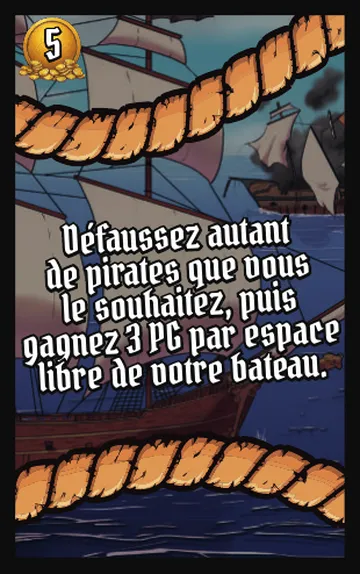 5
Défaussez autant
de pirates que vous
le souhaitez, puis
gagnez 3 PG par espace
libre de votre bateau.